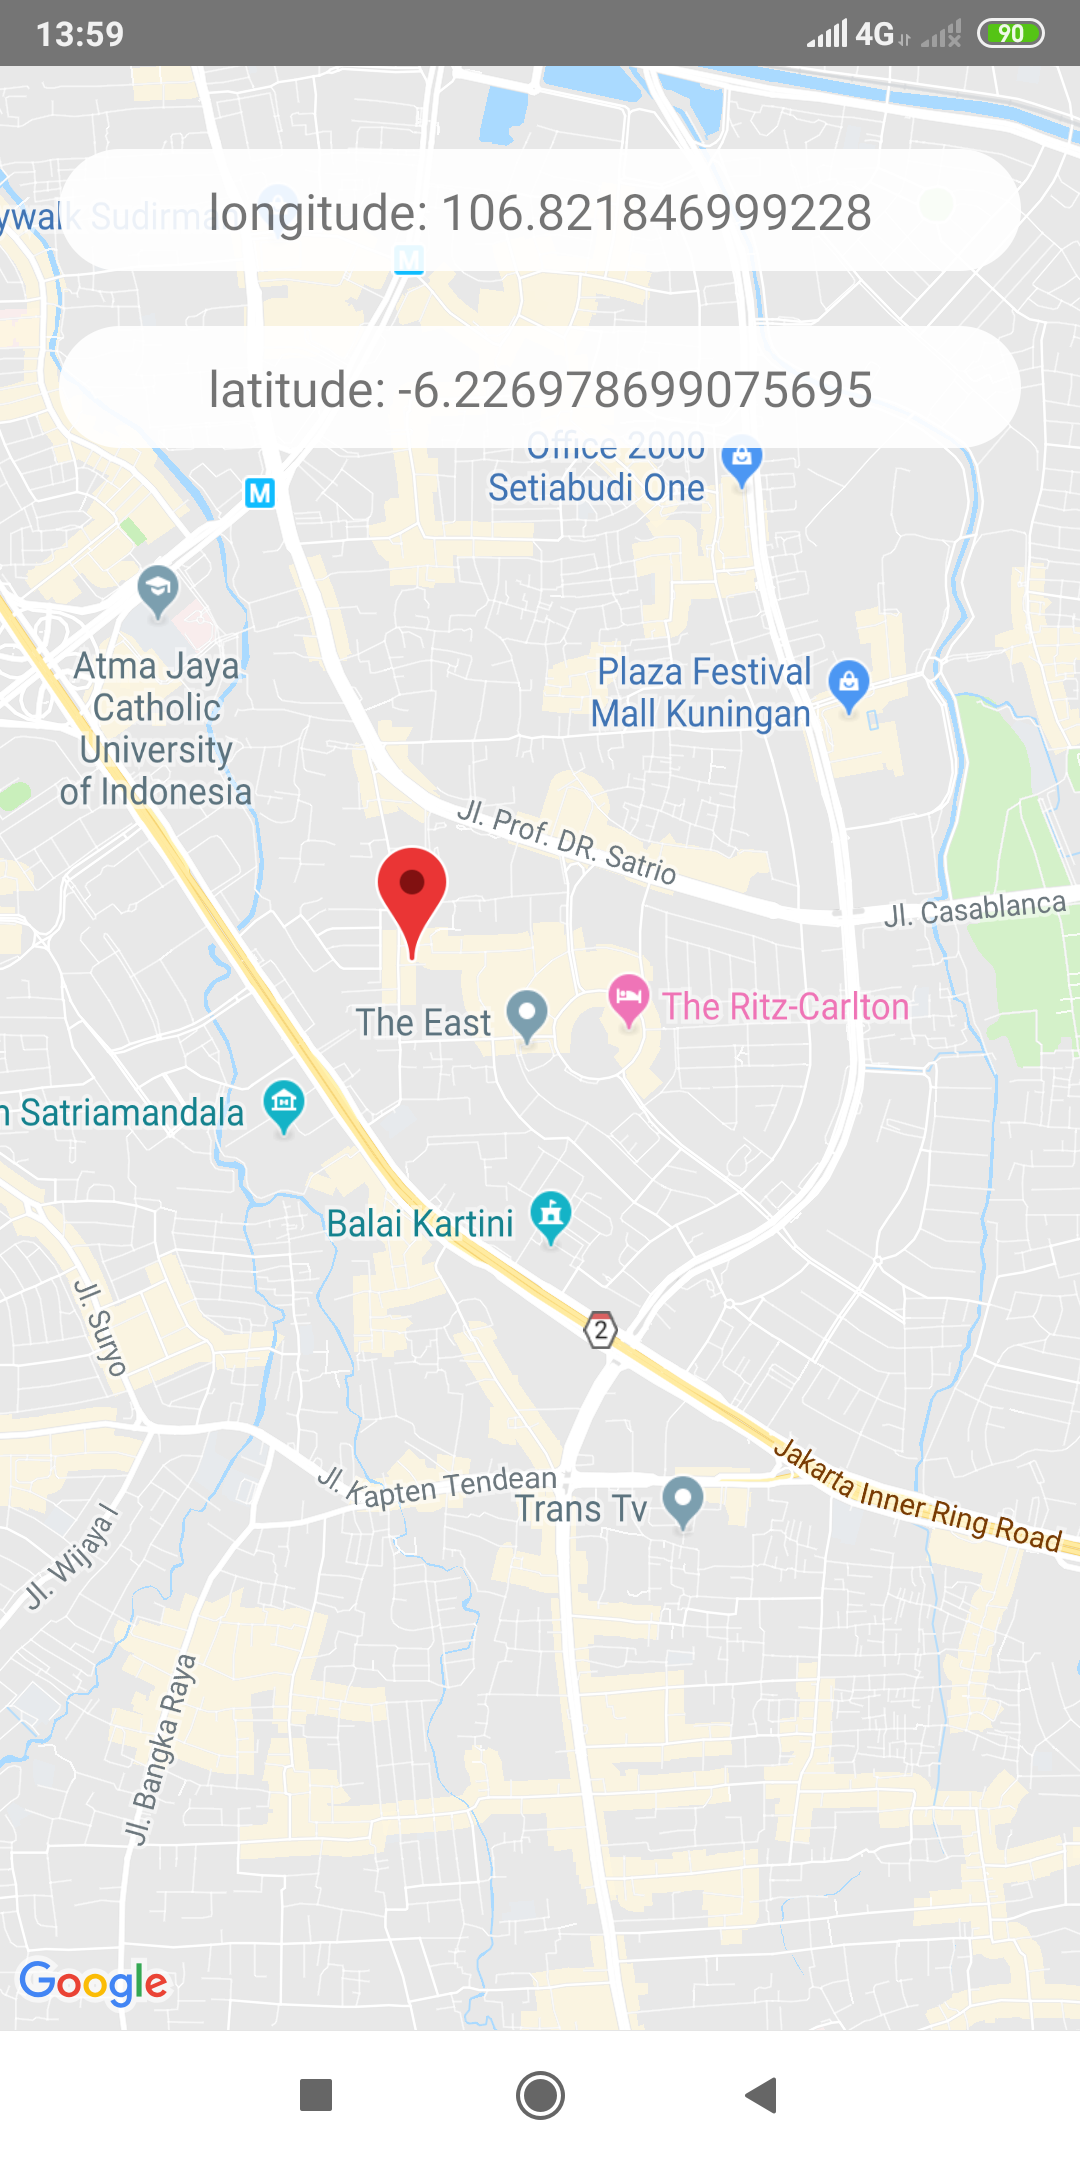 13:59
4G
90
ywalk Sudirma
longitude: 106.821846999228
M
latitude: -6.226978699075695
Office 2000
Setiabudi One
M
Atma Jaya
Catholic
University
of Indonesia
Plaza Festival
Mall Kuningan
Jl. Prof. DR. Satrio
Jl. Casablanca
The East
The Ritz-Carlton
n Satriamandala
Balai Kartini
Jl. Suryo
2
Jakarta Inner Ring Road
Jl. Kapten Tendean
Trans Tv
Jl. Wijaya I
Jl. Bangka Raya
Google